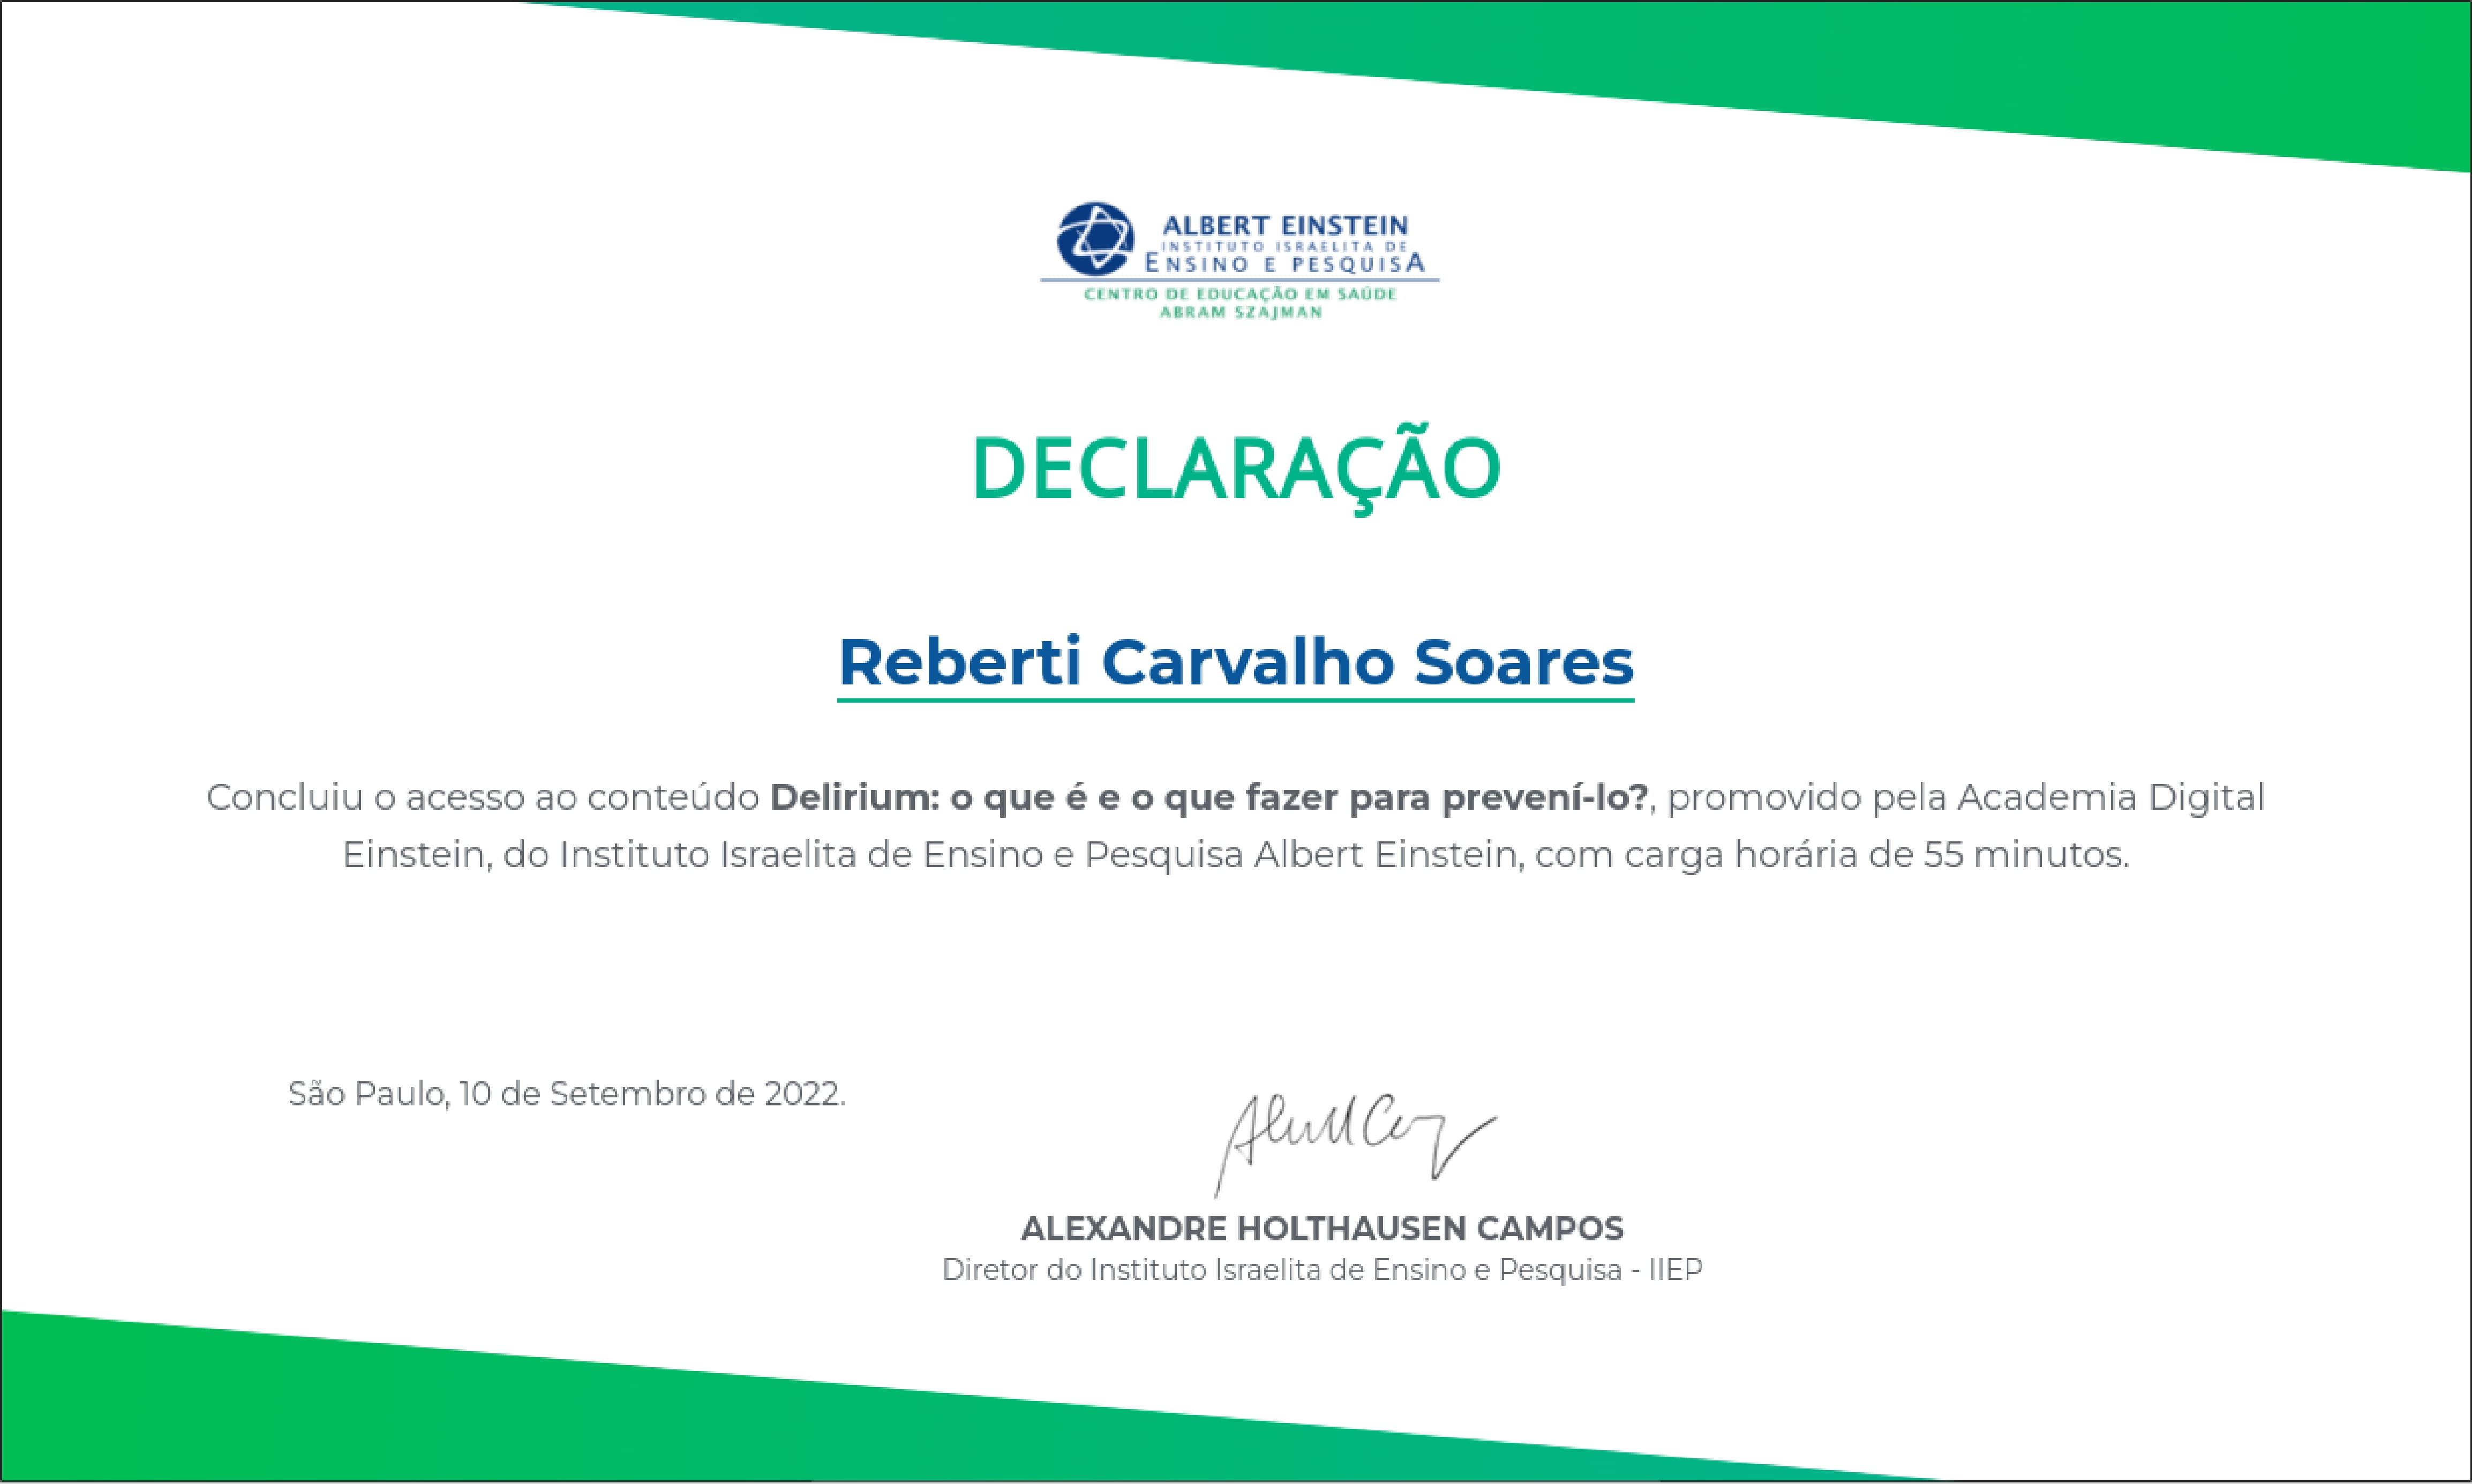 ALBERT EINSTEIN
INSTITUTO ISRAELITA DE
ENSINO E PESQUISA
CENTRO DE EDUCAÇÃO EM SAÚDE
ABRAM SZAJMAN
DECLARAÇÃO
Reberti Carvalho Soares
Concluiu o acesso ao conteúdo Delirium: o que é e o que fazer para prevení-lo?, promovido pela Academia Digital
Einstein, do Instituto Israelita de Ensino e Pesquisa Albert Einstein, com carga horária de 55 minutos.
São Paulo, 10 de Setembro de 2022.
ALEXANDRE HOLTHAUSEN CAMPOS
Diretor do Instituto Israelita de Ensino e Pesquisa - IIEP